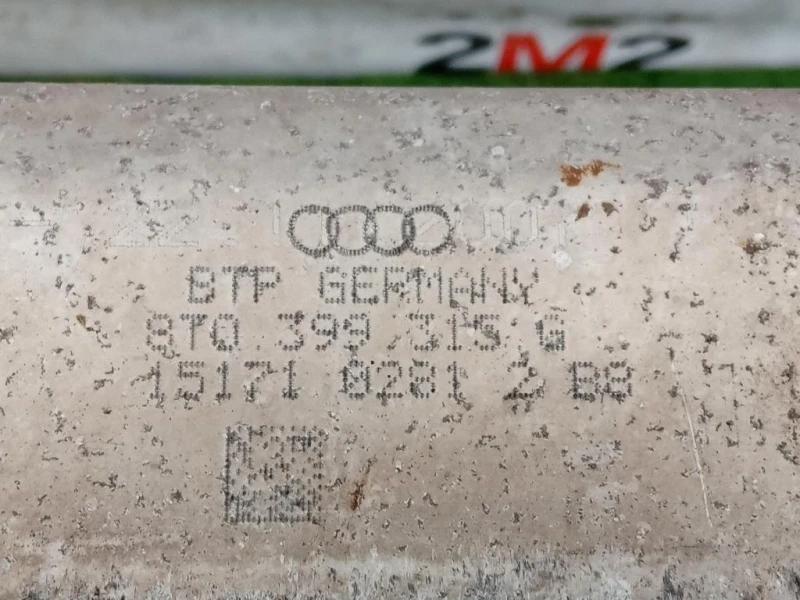 2M2
BTP GERMANY
8T0.399.315.G
15171 0281 2 B8